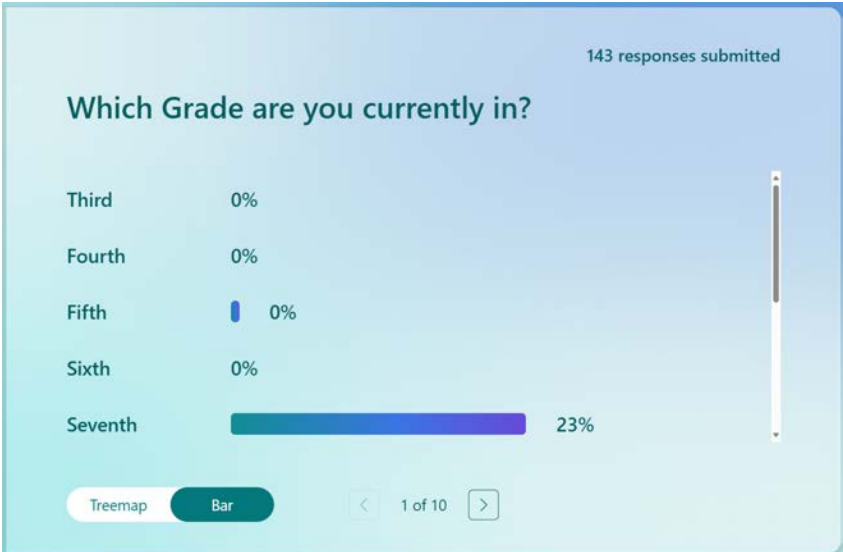 143 responses submitted
Which Grade are you currently in?
Third 0%
Fourth 0%
Fifth 0%
Sixth 0%
Seventh 23%
Treemap Bar 1 of 10